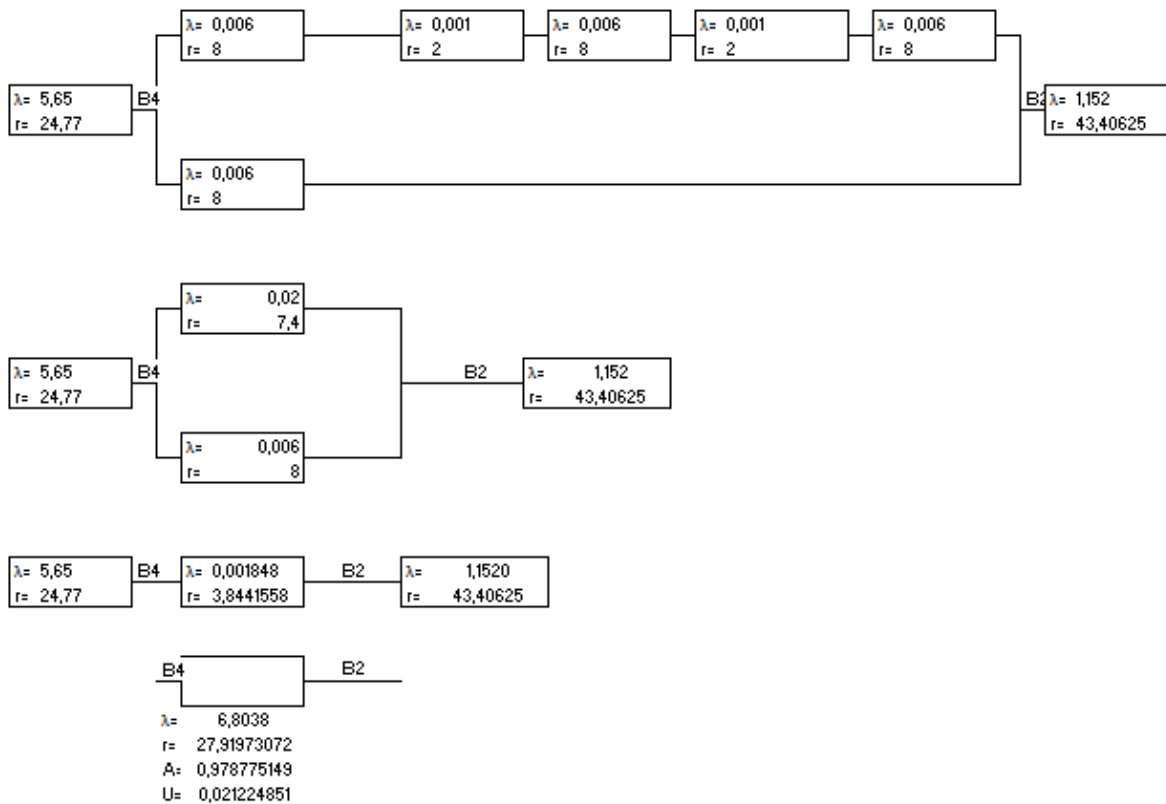 λ= 0,006
r= 8
λ= 0,001
r= 2
λ= 0,006
r= 8
λ= 0,001
r= 2
λ= 0,006
r= 8
λ= 5,65
r= 24,77
B4
B2
λ= 1,152
r= 43,40625
λ= 0,006
r= 8
λ= 0,02
r= 7,4
λ= 5,65
r= 24,77
B4
B2
λ= 1,152
r= 43,40625
λ= 0,006
r= 8
λ= 5,65
r= 24,77
B4
λ= 0,001848
r= 3,8441558
B2
λ= 1,1520
r= 43,40625
B4
B2
λ= 6,8038
r= 27,91973072
A= 0,978775149
U= 0,021224851